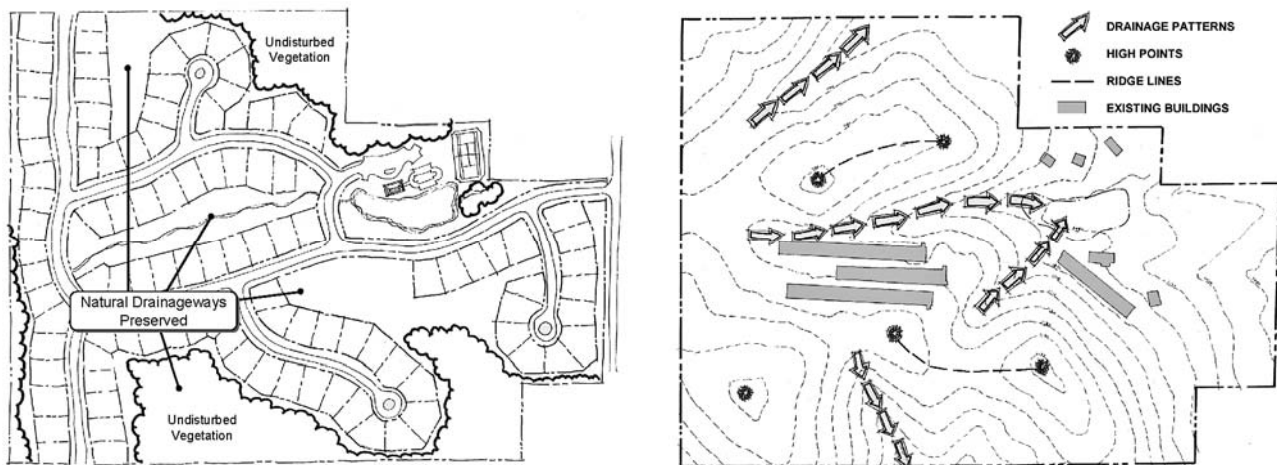 Undisturbed
Vegetation
Natural Drainageways
Preserved
Undisturbed
Vegetation
DRAINAGE PATTERNS
HIGH POINTS
RIDGE LINES
EXISTING BUILDINGS